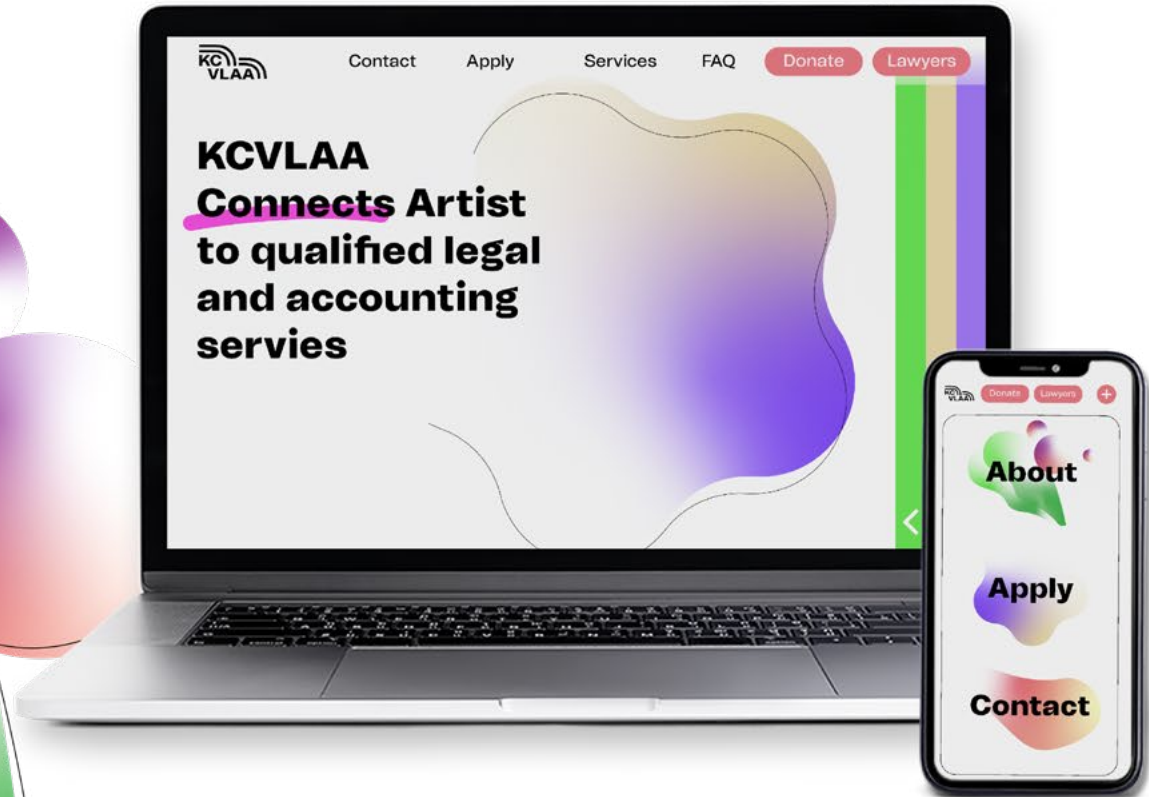 KC
VLAA
Contact
Apply
Services
FAQ
Donate
Lawyers
KCVLAA
Connects Artist
to qualified legal
and accounting
servies
KC
VLAA
Donate
Lawyers
+
About
Apply
Contact